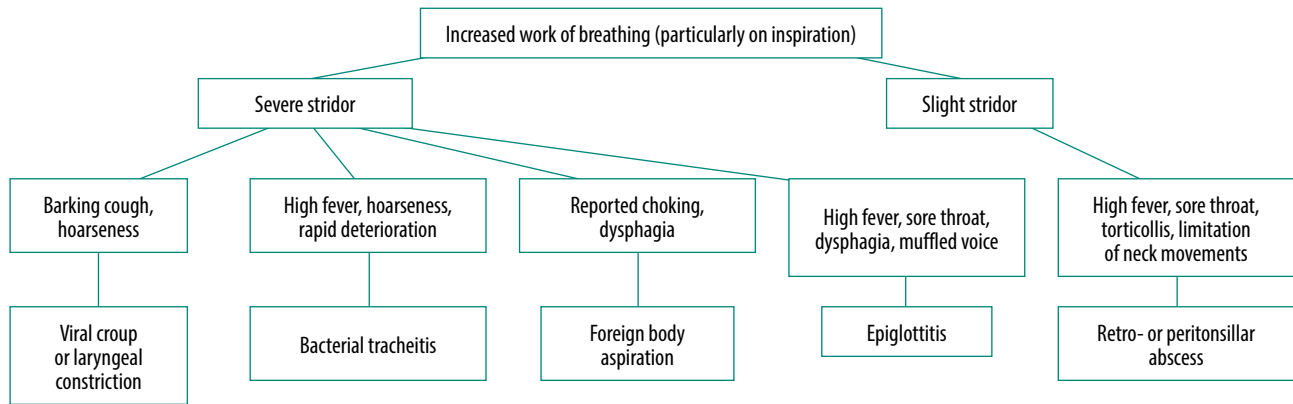 Increased work of breathing (particularly on inspiration)
Severe stridor
Slight stridor
Barking cough,
hoarseness
High fever, hoarseness,
rapid deterioration
Reported choking,
dysphagia
High fever, sore throat,
dysphagia, muffled voice
High fever, sore throat,
torticollis, limitation
of neck movements
Viral croup
or laryngeal
constriction
Bacterial tracheitis
Foreign body
aspiration
Epiglottitis
Retro- or peritonsillar
abscess